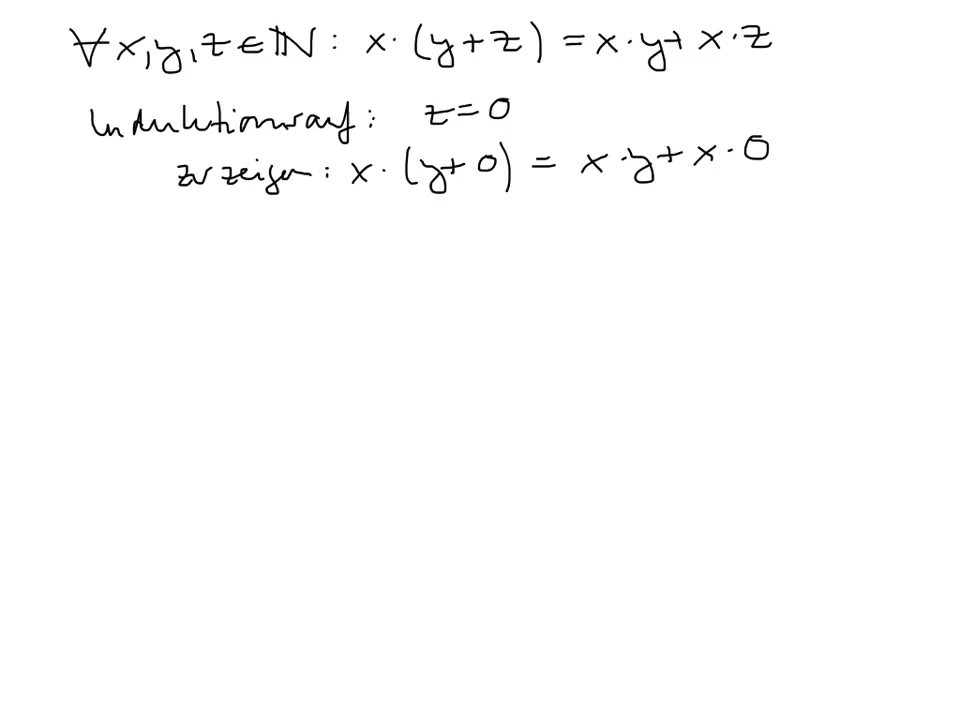 ∀x,y,z∈ℕ: x·(y+z)=x·y+x·z
Induktionsanf: z=0
zu zeigen: x·(y+0) = x·y+x·0